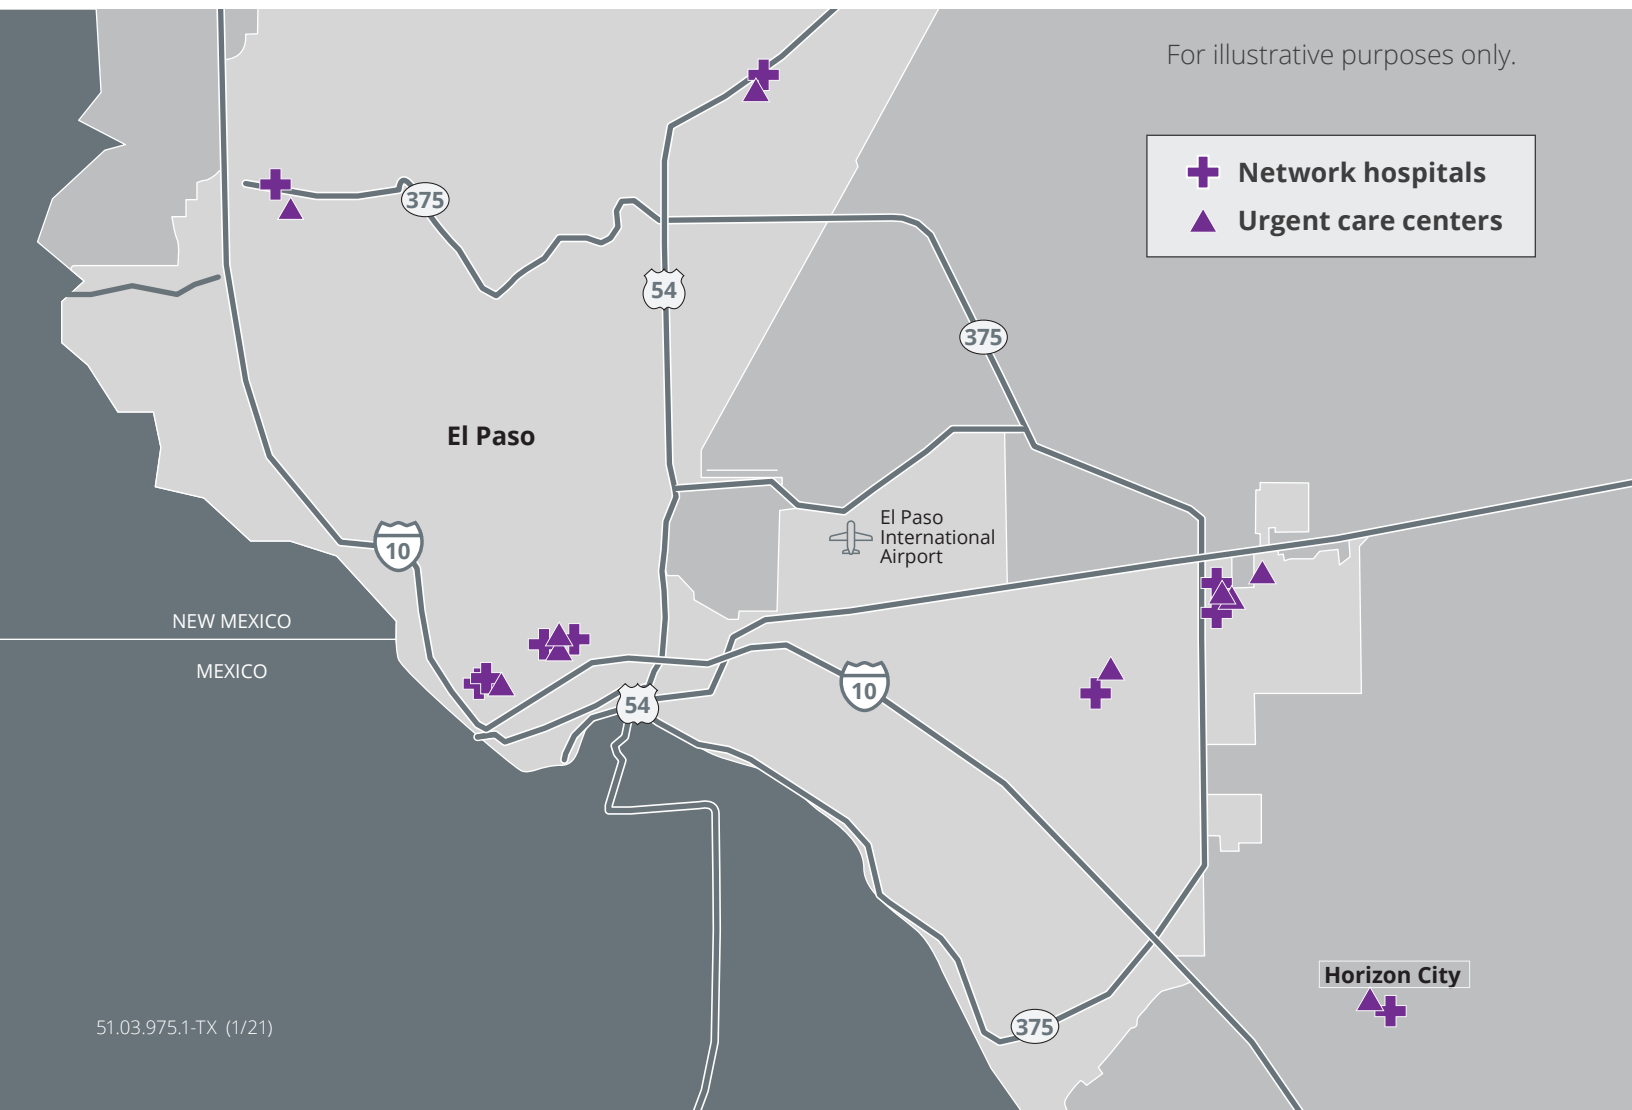 For illustrative purposes only.
Network hospitals
Urgent care centers
375
54
375
El Paso
El Paso
International
Airport
10
NEW MEXICO
MEXICO
10
54
Horizon City
375
51.03.975.1-TX (1/21)